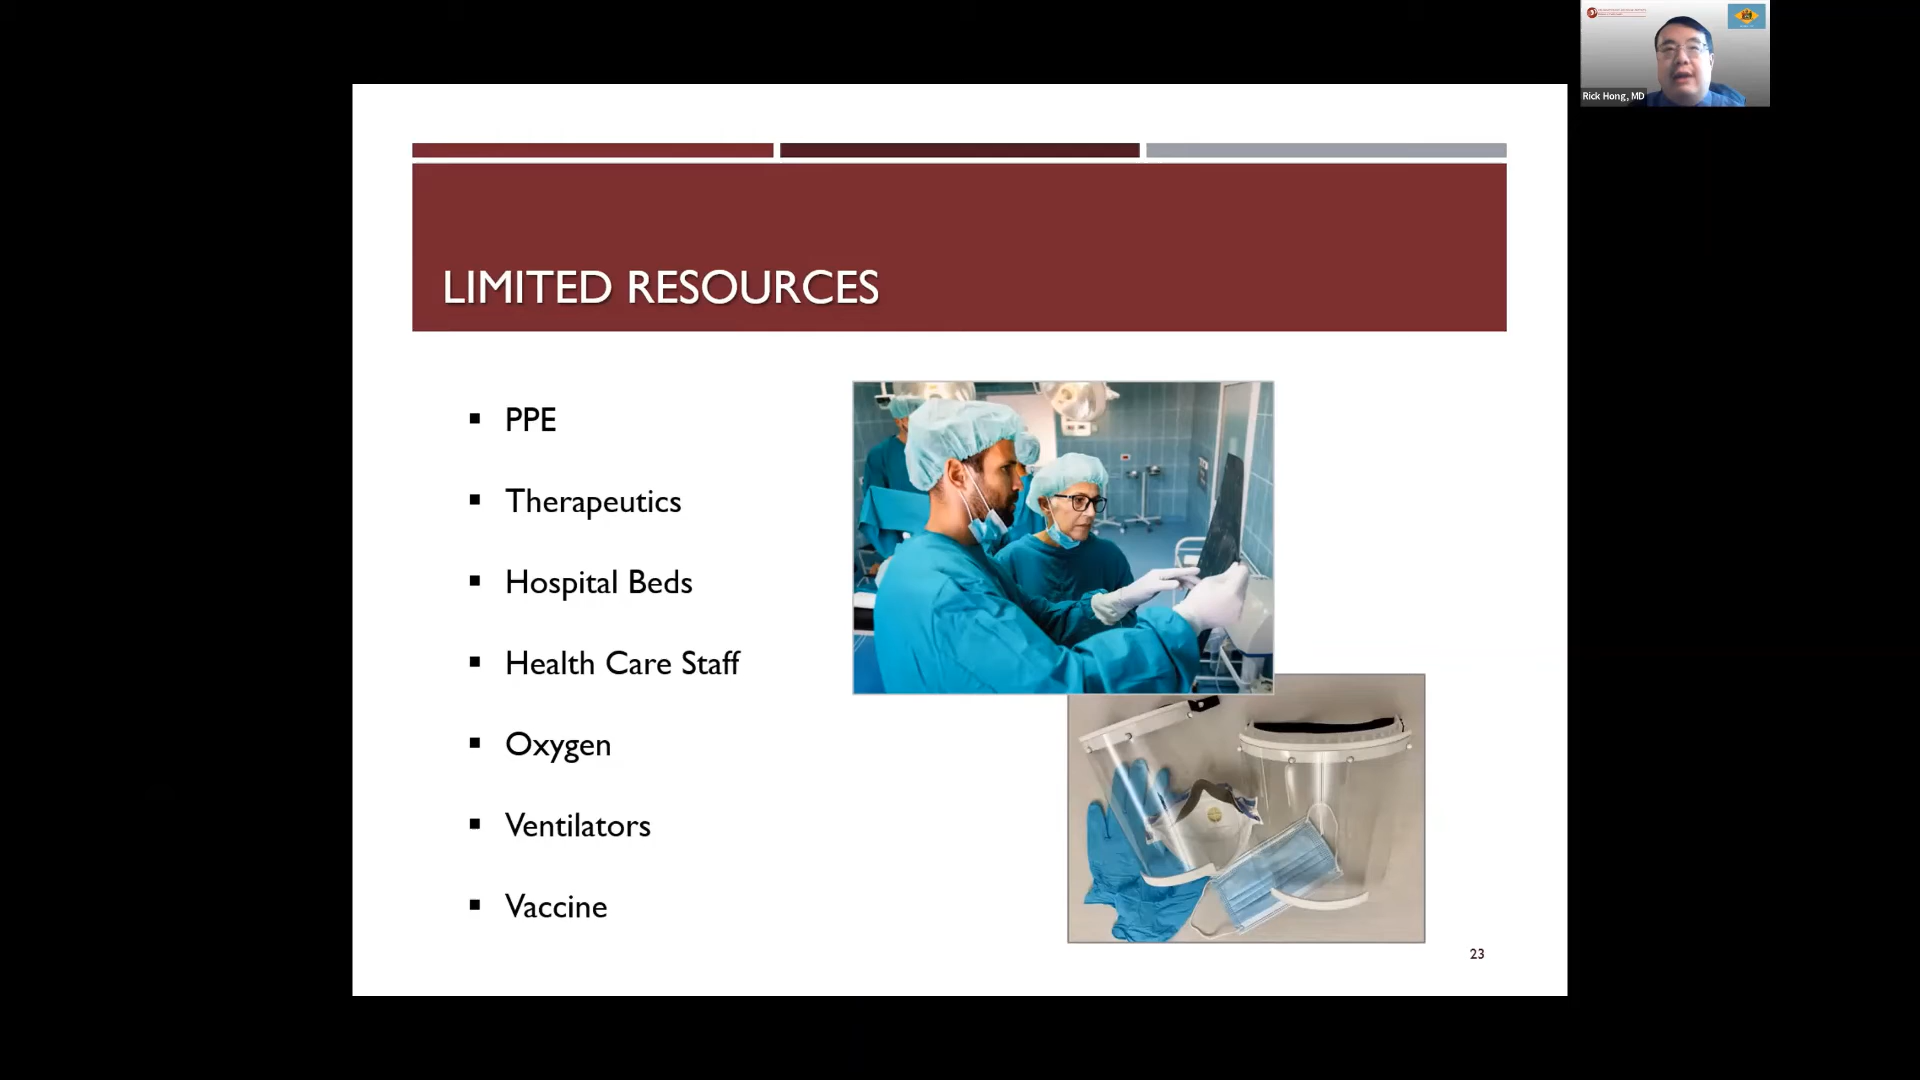 Rick Hong, MD
LIMITED RESOURCES
PPE
Therapeutics
Hospital Beds
Health Care Staff
Oxygen
Ventilators
Vaccine
23